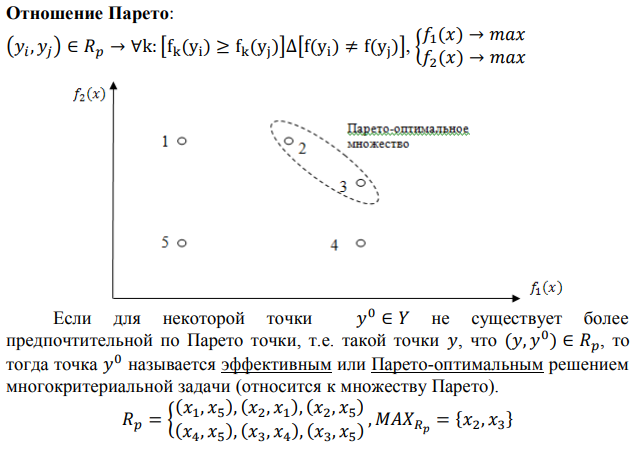 Отношение Парето:
(y_i, y_j) ∈ R_p → ∀k: [f_k(y_i) ≥ f_k(y_j)]Δ[f(y_i) ≠ f(y_j)], {f_1(x) → max
f_2(x) → max
f_2(x)
Парето-оптимальное
множество
1
2
3
5
4
f_1(x)
Если для некоторой точки y^0 ∈ Y не существует более
предпочтительной по Парето точки, т.е. такой точки y, что (y, y^0) ∈ R_p, то
тогда точка y^0 называется эффективным или Парето-оптимальным решением
многокритериальной задачи (относится к множеству Парето).
R_p = {(x_1, x_5), (x_2, x_1), (x_2, x_5)
(x_4, x_5), (x_3, x_4), (x_3, x_5), MAX_{R_p} = {x_2, x_3}